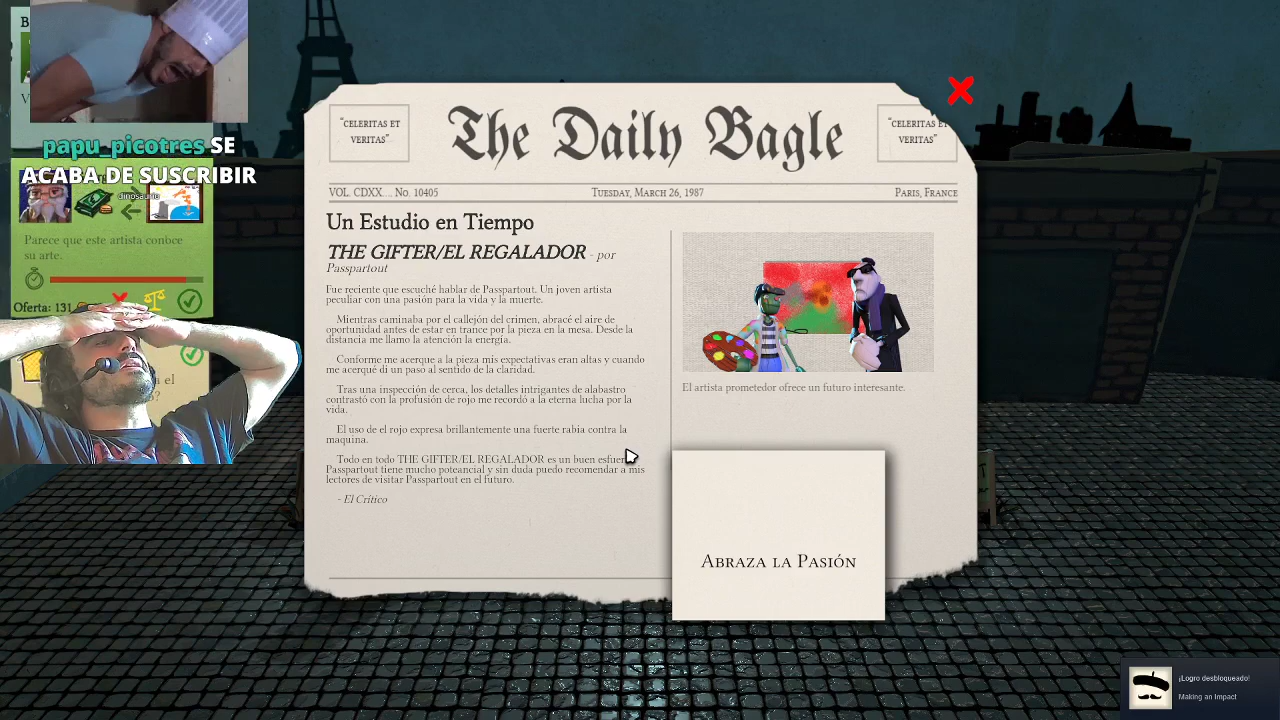 B
V
papu_picotres SE
ACABA DE SUSCRIBIR
dinosaurio
Parece que este artista conoce
su arte.
Oferta: 131
a el
?
"CELERITAS ET
VERITAS"
The Daily Bagle
"CELERITAS ET
VERITAS"
VOL. CDXX... No. 10405
TUESDAY, MARCH 26, 1987
PARIS, FRANCE
Un Estudio en Tiempo
THE GIFTER/EL REGALADOR - por
Passpartout
Fue reciente que escuché hablar de Passpartout. Un joven artista
peculiar con una pasión para la vida y la muerte.
Mientras caminaba por el callejón del crimen, abracé el aire de
oportunidad antes de estar en trance por la pieza en la mesa. Desde la
distancia me llamo la atención la energía.
Conforme me acerque a la pieza mis expectativas eran altas y cuando
me acerqué di un paso al sentido de la claridad.
Tras una inspección de cerca, los detalles intrigantes de alabastro
contrastó con la profusión de rojo me recordó a la eterna lucha por la
vida.
El uso de el rojo expresa brillantemente una fuerte rabia contra la
maquina.
Todo en todo THE GIFTER/EL REGALADOR es un buen esfue
Passpartout tiene mucho poteancial y sin duda puedo recomendar a mis
lectores de visitar Passpartout en el futuro.
- El Crítico
El artista prometedor ofrece un futuro interesante.
ABRAZA LA PASIÓN
¡Logro desbloqueado!
Making an Impact